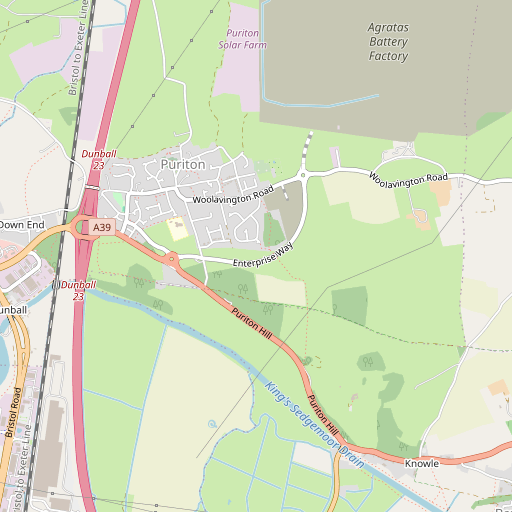 Agratas
Battery
Factory
Puriton
Solar Farm
Bristol to Exeter Line
Dunball
23
Puriton
Woolavington Road
Woolavington Road
Down End
A39
Enterprise Way
Dunball
23
Puriton Hill
King's Sedgemoor Drain
Puriton Hill
Bristol Road
Bristol to Exeter Line
Knowle